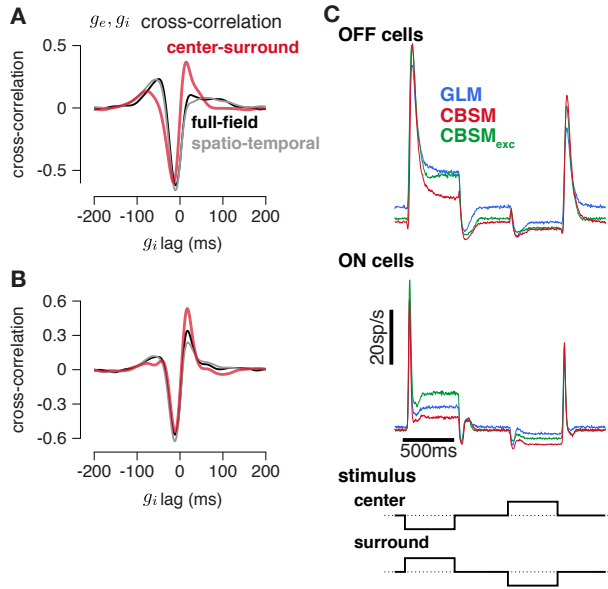 A
g_e, g_i cross-correlation
center-surround
full-field
spatio-temporal
cross-correlation
0.5
0
-0.5
-200 -100 0 100 200
g_i lag (ms)
B
cross-correlation
0.6
0.3
0.0
-0.3
-0.6
-200 -100 0 100 200
g_i lag (ms)
C
OFF cells
GLM
CBSM
CBSM_exc
ON cells
20sp/s
500ms
stimulus
center
surround